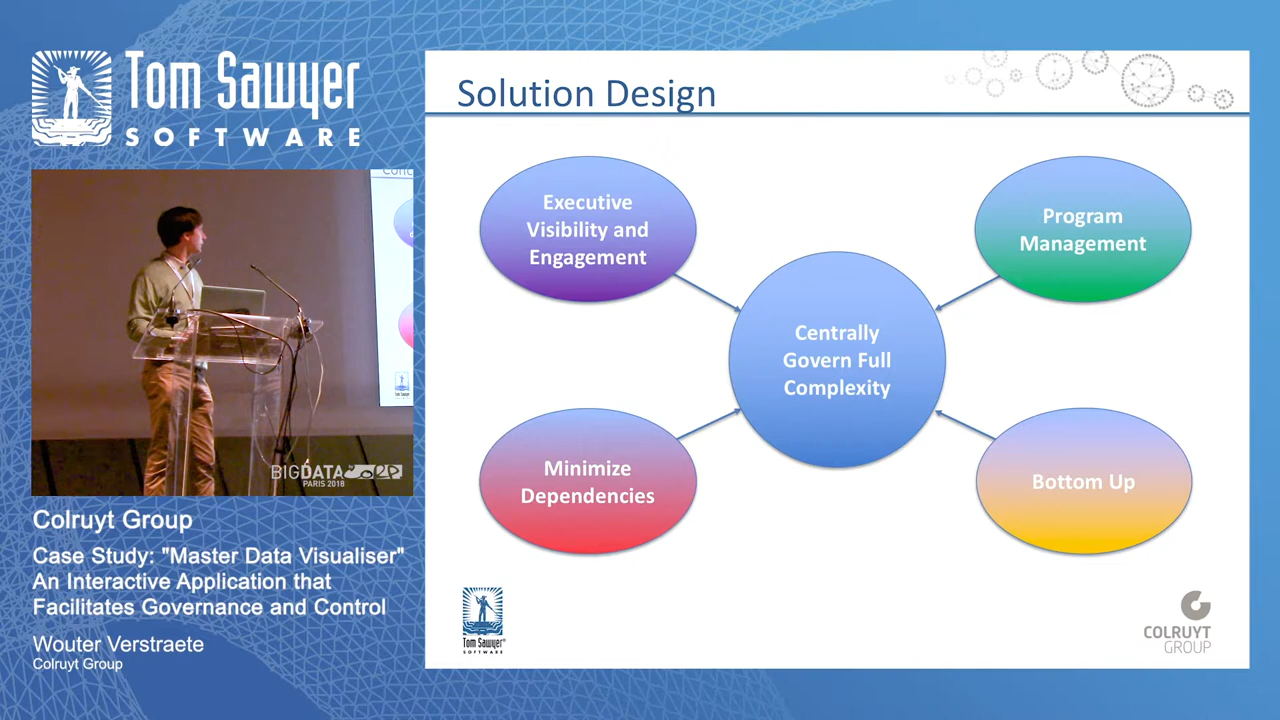 Tom Sawyer
SOFTWARE
Solution Design
Executive
Visibility and
Engagement
Program
Management
Centrally
Govern Full
Complexity
Minimize
Dependencies
Bottom Up
BIGDATA
PARIS 2018
Colruyt Group
Case Study: "Master Data Visualiser"
An Interactive Application that
Facilitates Governance and Control
Wouter Verstraete
Colruyt Group
Tom Sawyer®
SOFTWARE
COLRUYT
GROUP